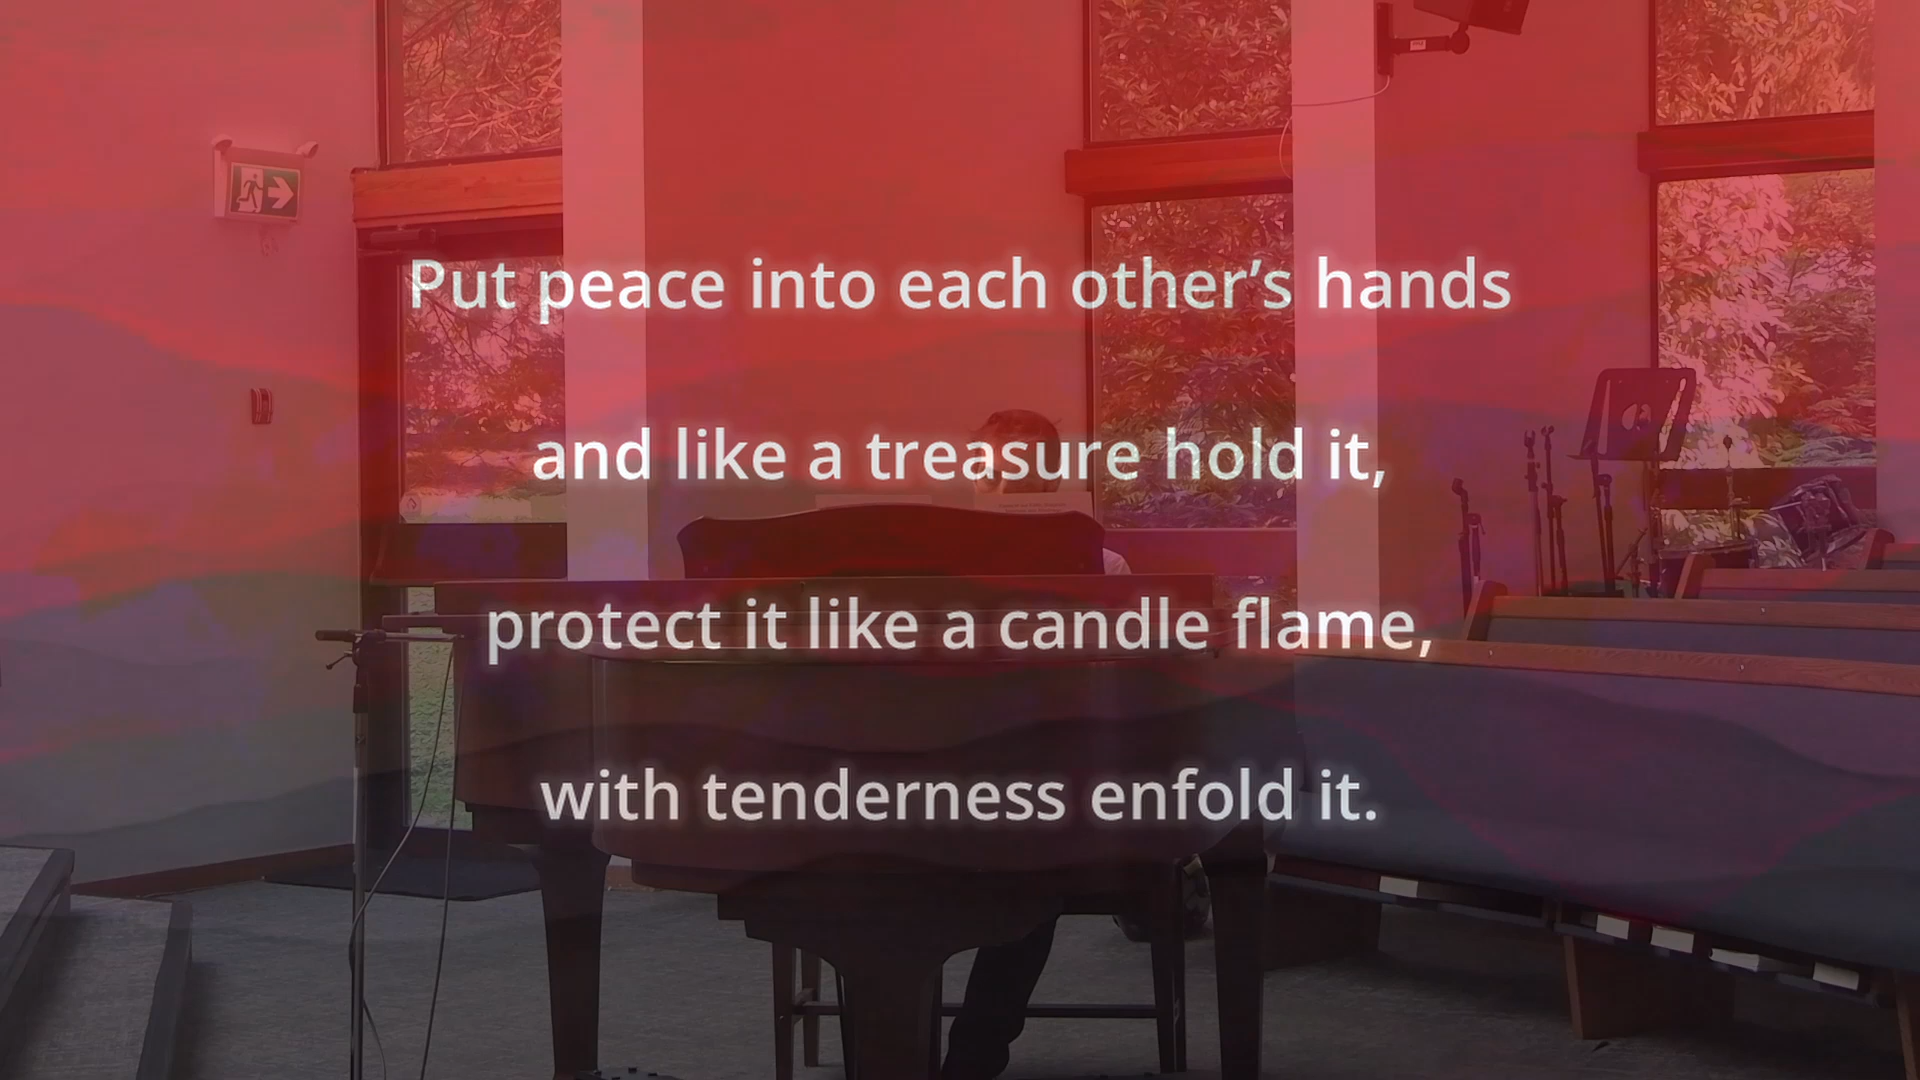 Put peace into each other’s hands
and like a treasure hold it,
protect it like a candle flame,
with tenderness enfold it.